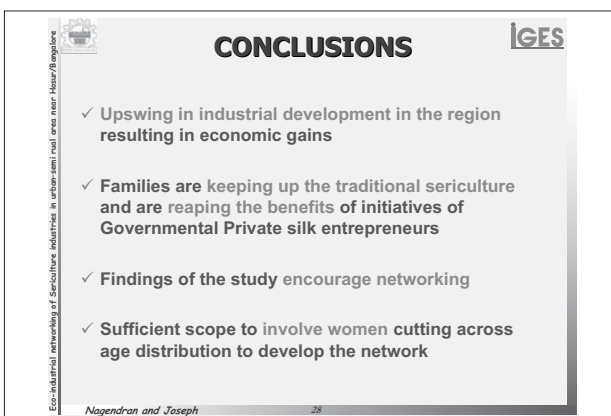 Eco-industrial networking of Sericulture industries in urban-semi rual area near Hosur/Bangalore
CONCLUSIONS
IGES
✓ Upswing in industrial development in the region
resulting in economic gains
✓ Families are keeping up the traditional sericulture
and are reaping the benefits of initiatives of
Governmental Private silk entrepreneurs
✓ Findings of the study encourage networking
✓ Sufficient scope to involve women cutting across
age distribution to develop the network
Nagendran and Joseph 28